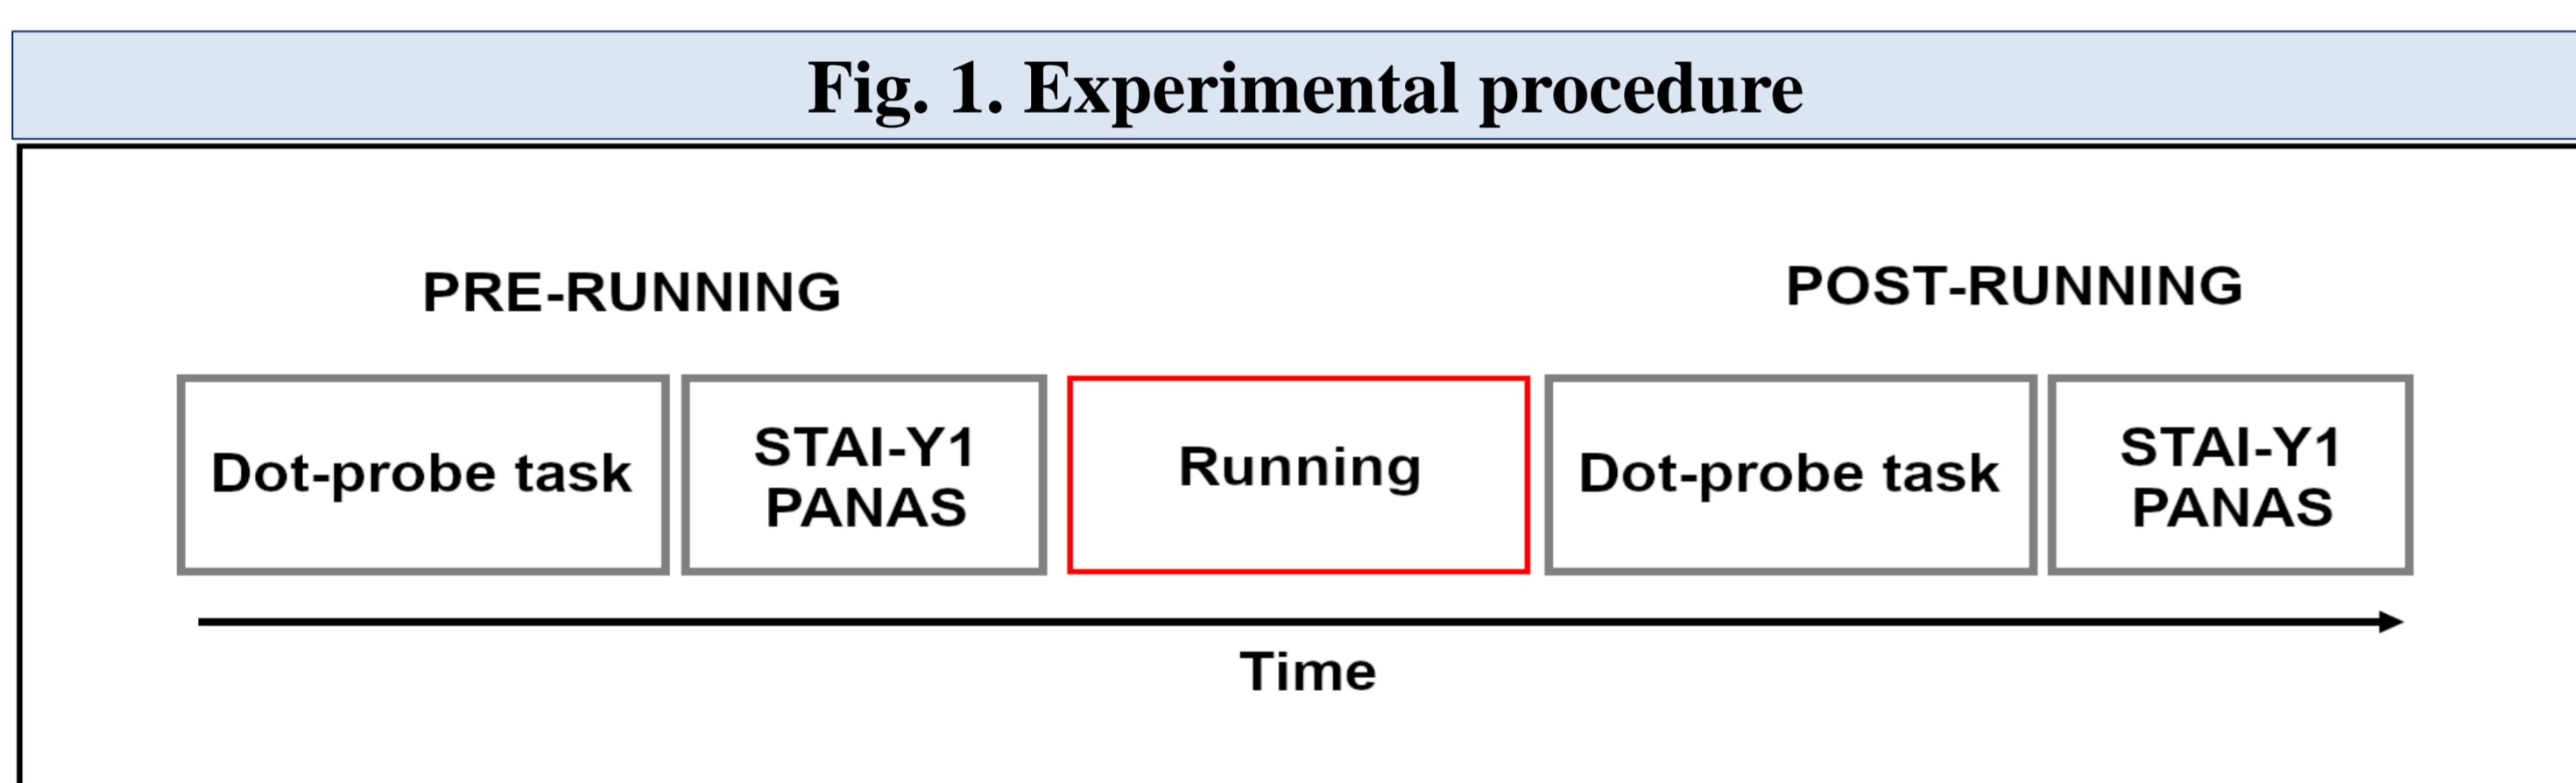 Fig. 1. Experimental procedure
PRE-RUNNING
POST-RUNNING
Dot-probe task
STAI-Y1
PANAS
Running
Dot-probe task
STAI-Y1
PANAS
Time